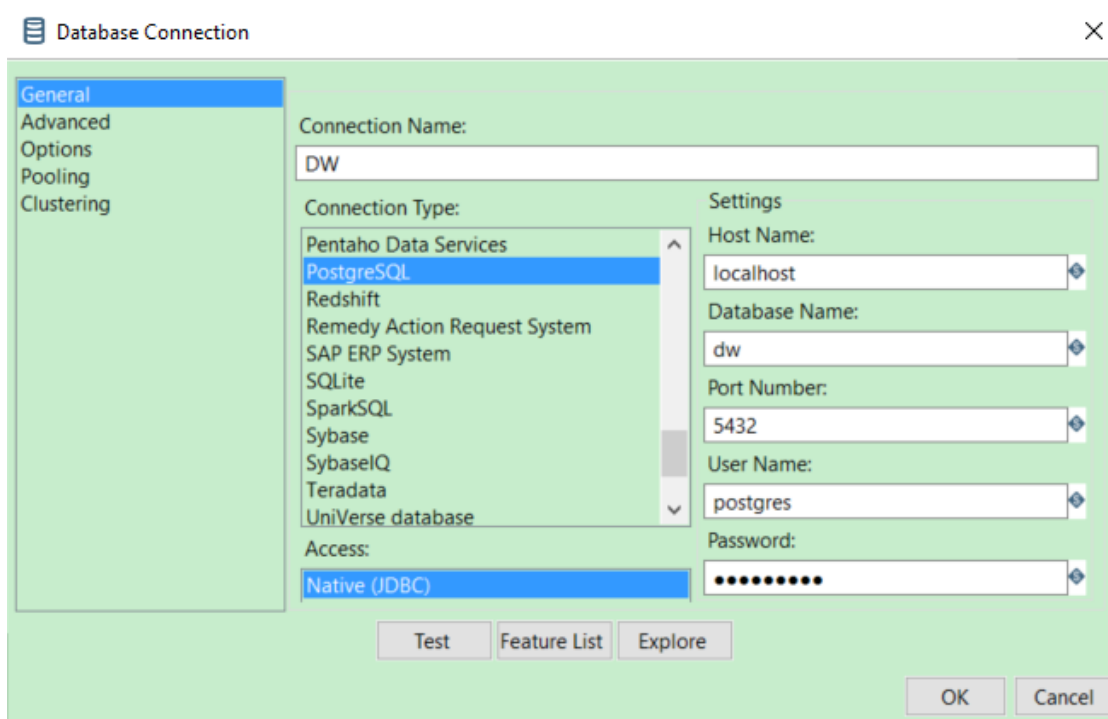 Database Connection
General
Advanced
Options
Pooling
Clustering
Connection Name:
DW
Connection Type:
Pentaho Data Services
PostgreSQL
Redshift
Remedy Action Request System
SAP ERP System
SQLite
SparkSQL
Sybase
SybaseIQ
Teradata
UniVerse database
Access:
Native (JDBC)
Settings
Host Name:
localhost
Database Name:
dw
Port Number:
5432
User Name:
postgres
Password:
●●●●●●●●●
Test
Feature List
Explore
OK
Cancel